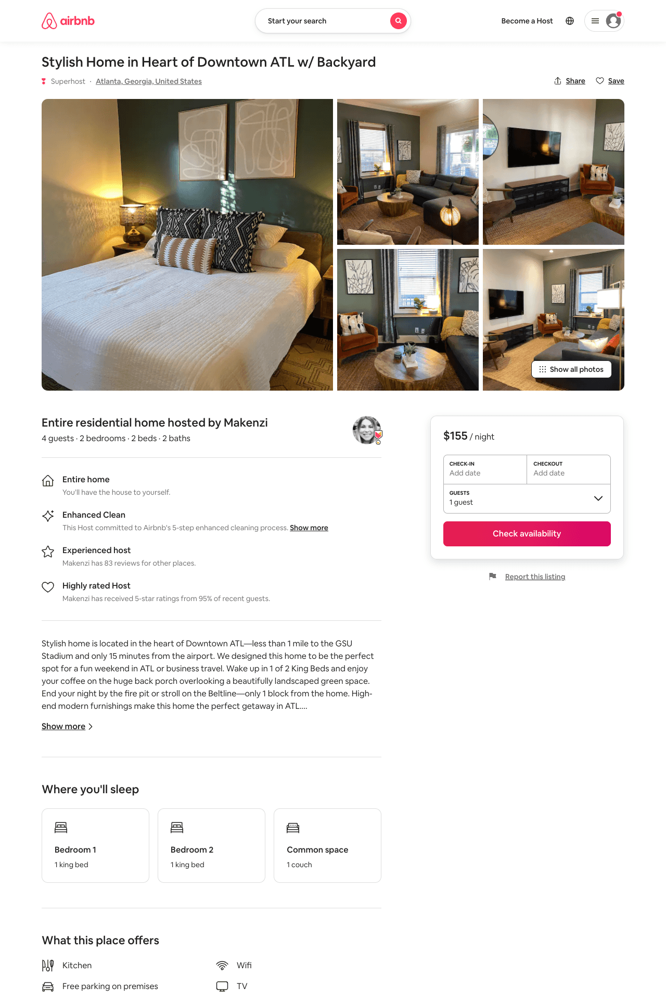 airbnb
Start your search
Become a Host
Stylish Home in Heart of Downtown ATL w/ Backyard
Superhost · Atlanta, Georgia, United States
Share Save
Show all photos
Entire residential home hosted by Makenzi
4 guests · 2 bedrooms · 2 beds · 2 baths
Entire home
You'll have the house to yourself.
Enhanced Clean
This Host committed to Airbnb's 5-step enhanced cleaning process. Show more
Experienced host
Makenzi has 83 reviews for other places.
Highly rated Host
Makenzi has received 5-star ratings from 95% of recent guests.
$155 / night
CHECK-IN CHECKOUT
Add date Add date
GUESTS
1 guest
Check availability
Report this listing
Stylish home is located in the heart of Downtown ATL—less than 1 mile to the GSU
Stadium and only 15 minutes from the airport. We designed this home to be the perfect
spot for a fun weekend in ATL or business travel. Wake up in 1 of 2 King Beds and enjoy
your coffee on the huge back porch overlooking a beautifully landscaped green space.
End your night by the fire pit or stroll on the Beltline—only 1 block from the home. High-
end modern furnishings make this home the perfect getaway in ATL....
Show more
Where you'll sleep
Bedroom 1
1 king bed
Bedroom 2
1 king bed
Common space
1 couch
What this place offers
Kitchen Wifi
Free parking on premises TV